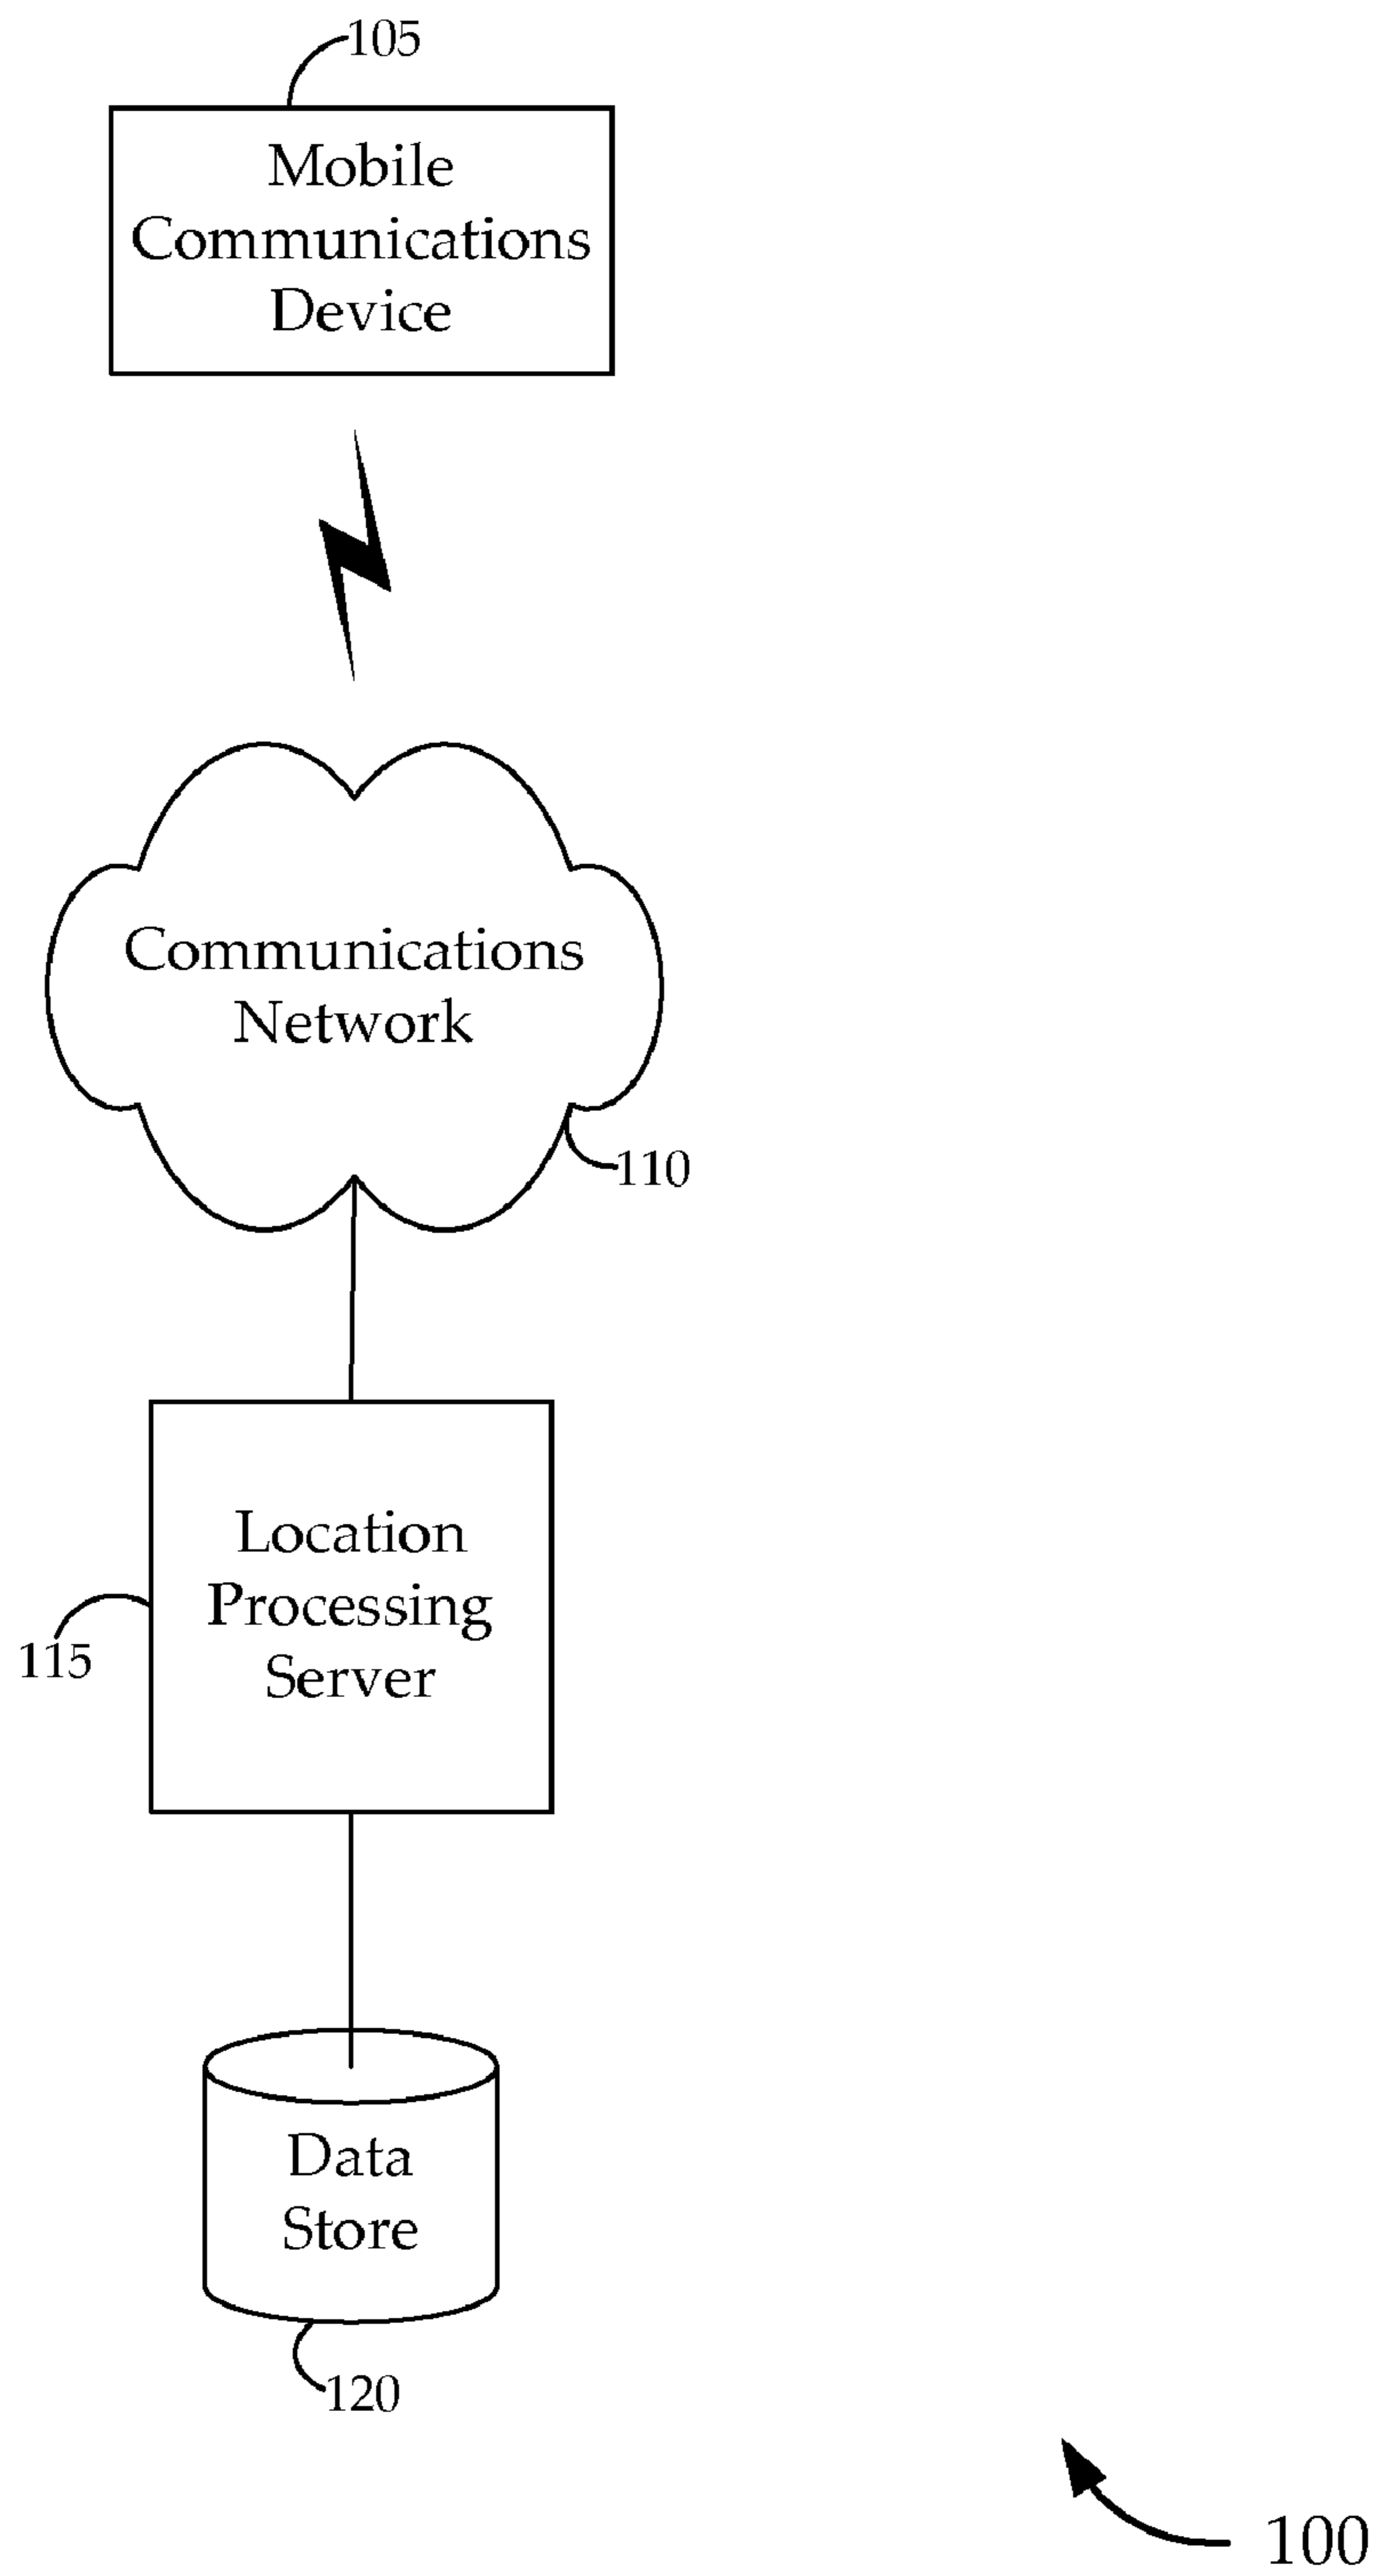 105
Mobile
Communications
Device
Communications
Network
110
Location
Processing
Server
115
Data
Store
120
100